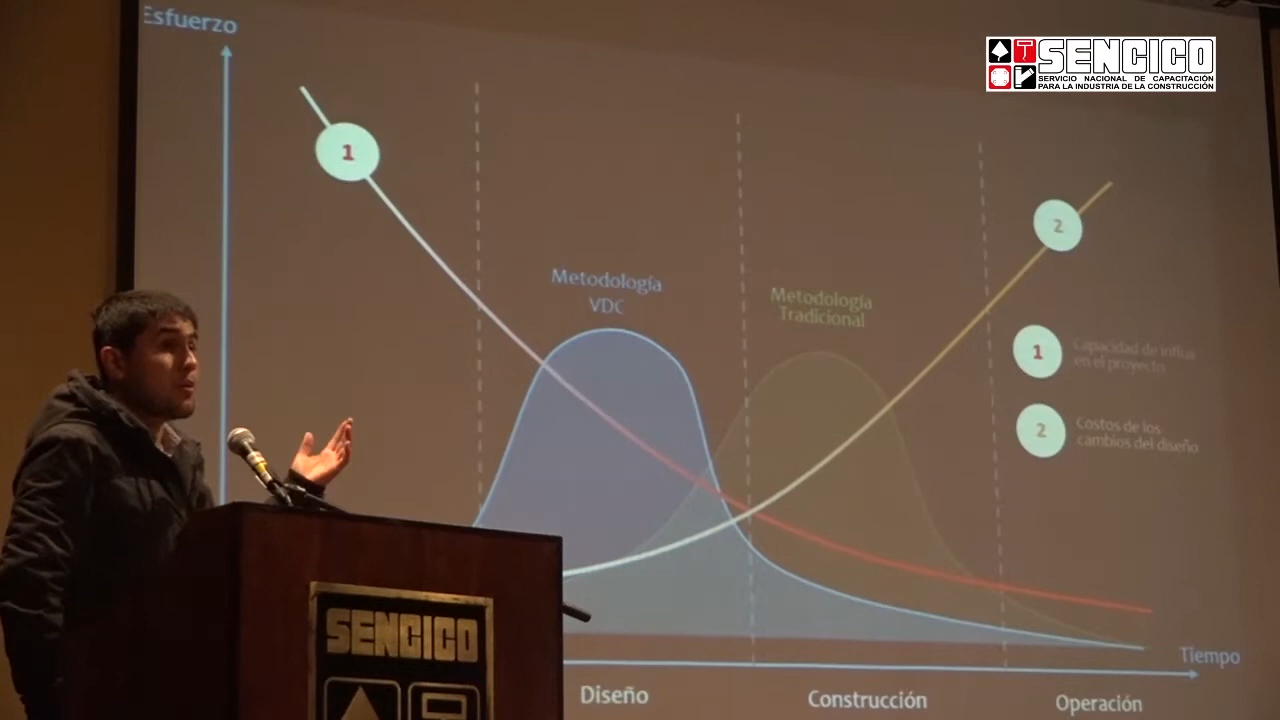 Esfuerzo
SENCICO
SERVICIO NACIONAL DE CAPACITACIÓN
PARA LA INDUSTRIA DE LA CONSTRUCCIÓN
1
2
Metodología
VDC
Metodología
Tradicional
1
Capacidad de influir
en el proyecto
2
Costos de los
cambios del diseño
SENCICO
Tiempo
Diseño
Construcción
Operación